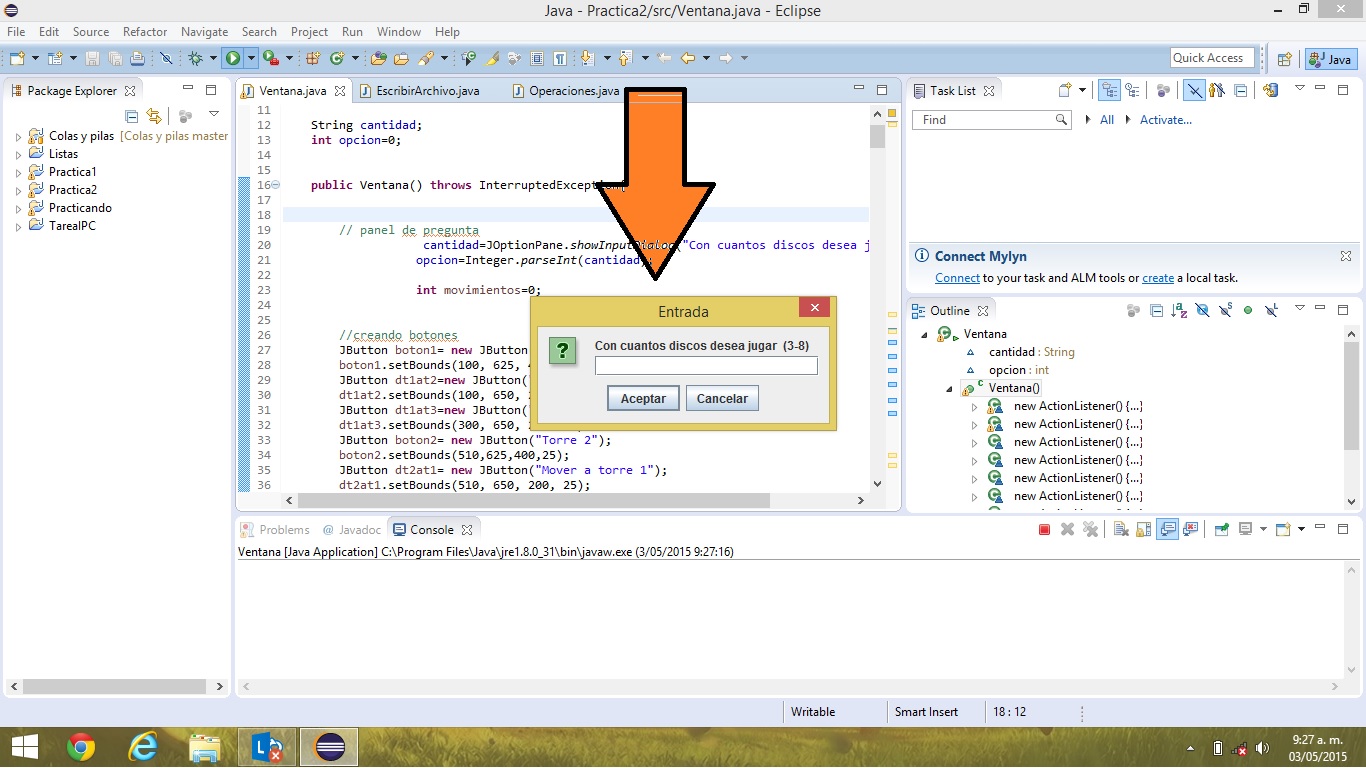 Java - Practica2/src/Ventana.java - Eclipse
File Edit Source Refactor Navigate Search Project Run Window Help
Quick Access
Java
Package Explorer
Colas y pilas [Colas y pilas master
Listas
Practica1
Practica2
Practicando
TareaIPC
Ventana.java EscribirArchivo.java Operaciones.java
11
12 String cantidad;
13 int opcion=0;
14
15
16 public Ventana() throws InterruptedException{
17
18
19 // panel de pregunta
20 cantidad=JOptionPane.showInputDialog("Con cuantos discos desea j
21 opcion=Integer.parseInt(cantidad);
22
23 int movimientos=0;
24
25
26 //creando botones
27 JButton boton1= new JButton
28 boton1.setBounds(100, 625,
29 JButton dt1at2=new JButton(
30 dt1at2.setBounds(100, 650,
31 JButton dt1at3=new JButton(
32 dt1at3.setBounds(300, 650,
33 JButton boton2= new JButton("Torre 2");
34 boton2.setBounds(510,625,400,25);
35 JButton dt2at1= new JButton("Mover a torre 1");
36 dt2at1.setBounds(510, 650, 200, 25);
Entrada
?
Con cuantos discos desea jugar (3-8)
Aceptar Cancelar
Task List
Find All Activate...
Connect Mylyn
Connect to your task and ALM tools or create a local task.
Outline
Ventana
cantidad : String
opcion : int
Ventana()
new ActionListener() {...}
new ActionListener() {...}
new ActionListener() {...}
new ActionListener() {...}
new ActionListener() {...}
new ActionListener() {...}
Problems @ Javadoc Console
Ventana [Java Application] C:\Program Files\Java\jre1.8.0_31\bin\javaw.exe (3/05/2015 9:27:16)
Writable Smart Insert 18 : 12
9:27 a. m.
03/05/2015